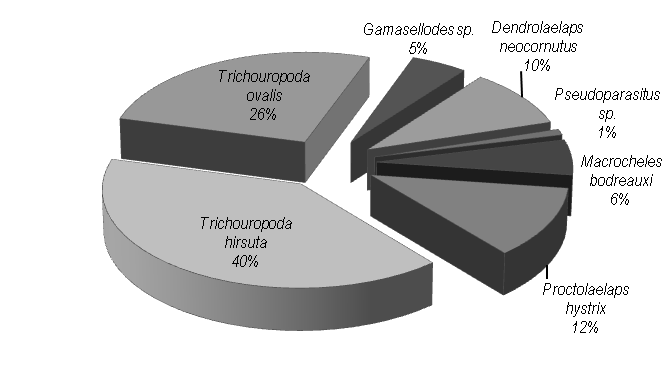 Gamasellodes sp.
5%
Dendrolaelaps
neocornutus
10%
Pseudoparasitus
sp.
1%
Macrocheles
bodreauxi
6%
Proctolaelaps
hystrix
12%
Trichouropoda
hirsuta
40%
Trichouropoda
ovalis
26%